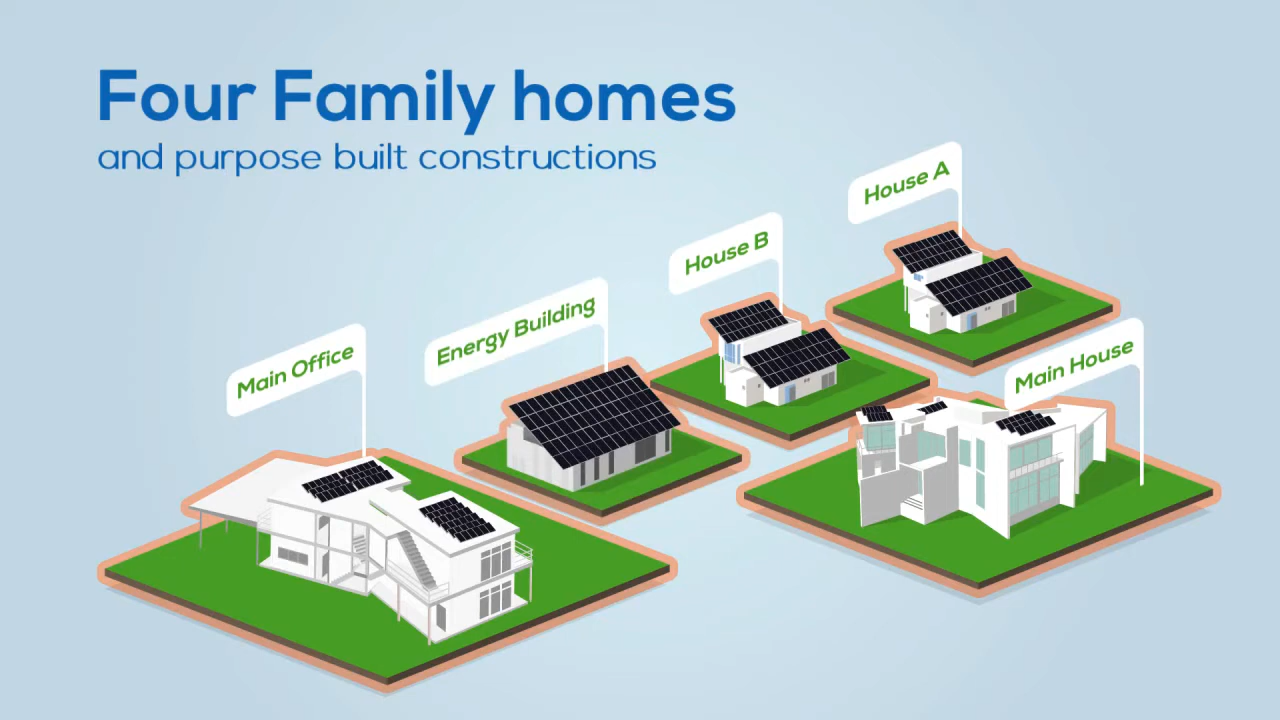 Four Family homes
and purpose built constructions
House A
House B
Energy Building
Main House
Main Office